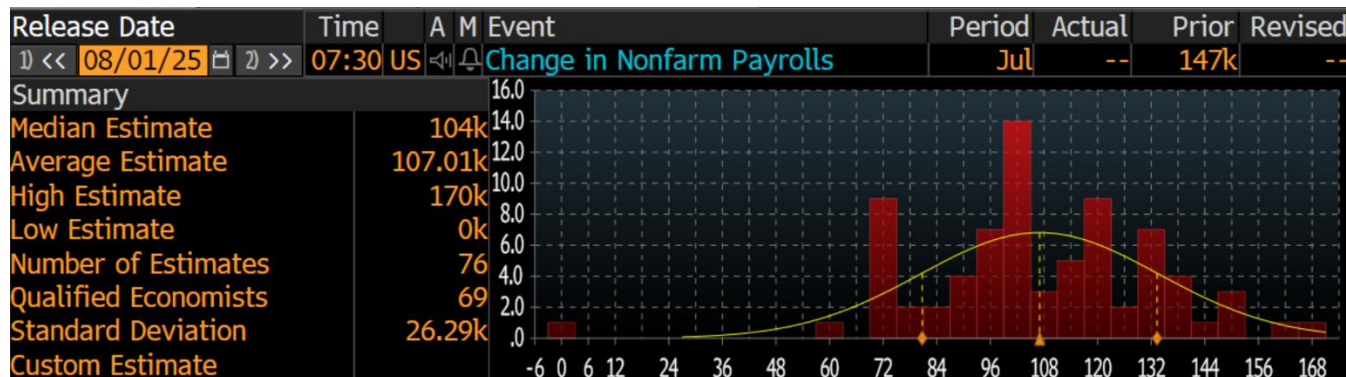 Release Date Time A M Event Period Actual Prior Revised
1) << 08/01/25 2) >> 07:30 US Change in Nonfarm Payrolls Jul -- 147k --
Summary
Median Estimate 104k
Average Estimate 107.01k
High Estimate 170k
Low Estimate 0k
Number of Estimates 76
Qualified Economists 69
Standard Deviation 26.29k
Custom Estimate
16.0
14.0
12.0
10.0
8.0
6.0
4.0
2.0
.0
-6 0 6 12 24 36 48 60 72 84 96 108 120 132 144 156 168